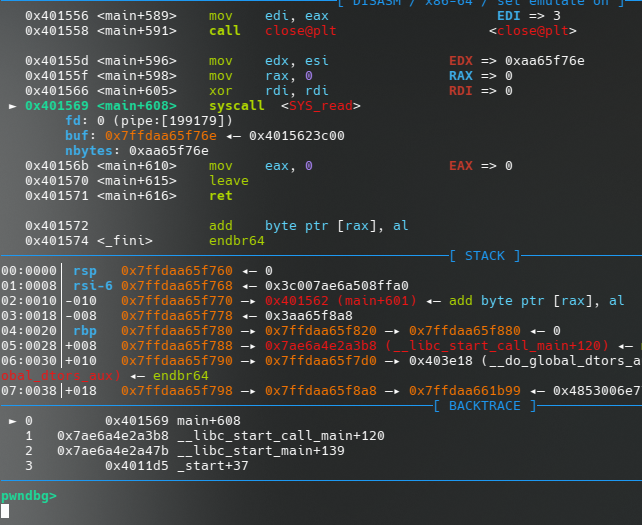 [ DISASM / x86-64 / set emulate on ]
0x401556 <main+589> mov edi, eax EDI => 3
0x401558 <main+591> call close@plt <close@plt>
0x40155d <main+596> mov edx, esi EDX => 0xaa65f76e
0x40155f <main+598> mov rax, 0 RAX => 0
0x401566 <main+605> xor rdi, rdi RDI => 0
► 0x401569 <main+608> syscall <SYS_read>
fd: 0 (pipe:[199179])
buf: 0x7ffdaa65f76e ◂— 0x4015623c00
nbytes: 0xaa65f76e
0x40156b <main+610> mov eax, 0 EAX => 0
0x401570 <main+615> leave
0x401571 <main+616> ret
0x401572 add byte ptr [rax], al
0x401574 <_fini> endbr64
[ STACK ]
00:0000│ rsp 0x7ffdaa65f760 ◂— 0
01:0008│ rsi-6 0x7ffdaa65f768 ◂— 0x3c007ae6a508ffa0
02:0010│-010 0x7ffdaa65f770 —▸ 0x401562 (main+601) ◂— add byte ptr [rax], al
03:0018│-008 0x7ffdaa65f778 ◂— 0x3aa65f8a8
04:0020│ rbp 0x7ffdaa65f780 —▸ 0x7ffdaa65f820 —▸ 0x7ffdaa65f880 ◂— 0
05:0028│+008 0x7ffdaa65f788 —▸ 0x7ae6a4e2a3b8 (__libc_start_call_main+120) ◂—
06:0030│+010 0x7ffdaa65f790 —▸ 0x7ffdaa65f7d0 —▸ 0x403e18 (__do_global_dtors_a
obal_dtors_aux) ◂— endbr64
07:0038│+018 0x7ffdaa65f798 —▸ 0x7ffdaa65f8a8 —▸ 0x7ffdaa661b99 ◂— 0x4853006e7
[ BACKTRACE ]
► 0 0x401569 main+608
1 0x7ae6a4e2a3b8 __libc_start_call_main+120
2 0x7ae6a4e2a47b __libc_start_main+139
3 0x4011d5 _start+37
pwndbg>